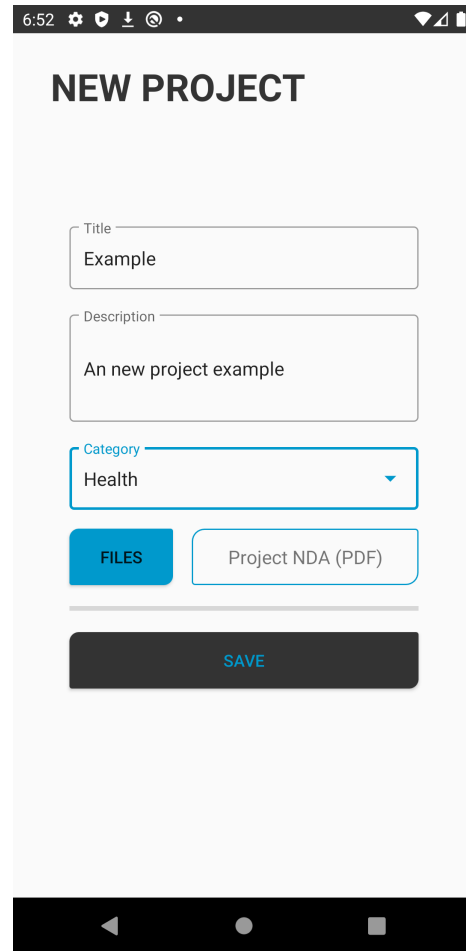 6:52
NEW PROJECT
Title
Example
Description
An new project example
Category
Health
FILES
Project NDA (PDF)
SAVE